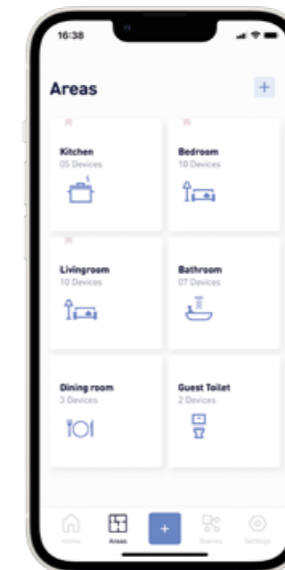 16:38
Areas
+
Kitchen
05 Devices
Bedroom
10 Devices
Livingroom
10 Devices
Bathroom
07 Devices
Dining room
3 Devices
Guest Toilet
2 Devices
Home
Areas
+
Scenes
Settings